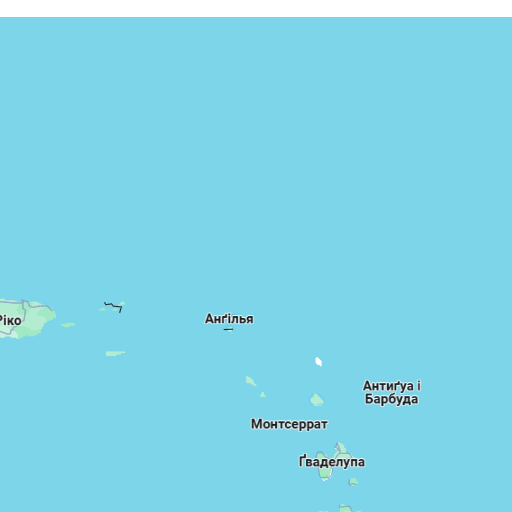 Анґілья
Ріко
Антиґуа і
Барбуда
Монтсеррат
Ґваделупа